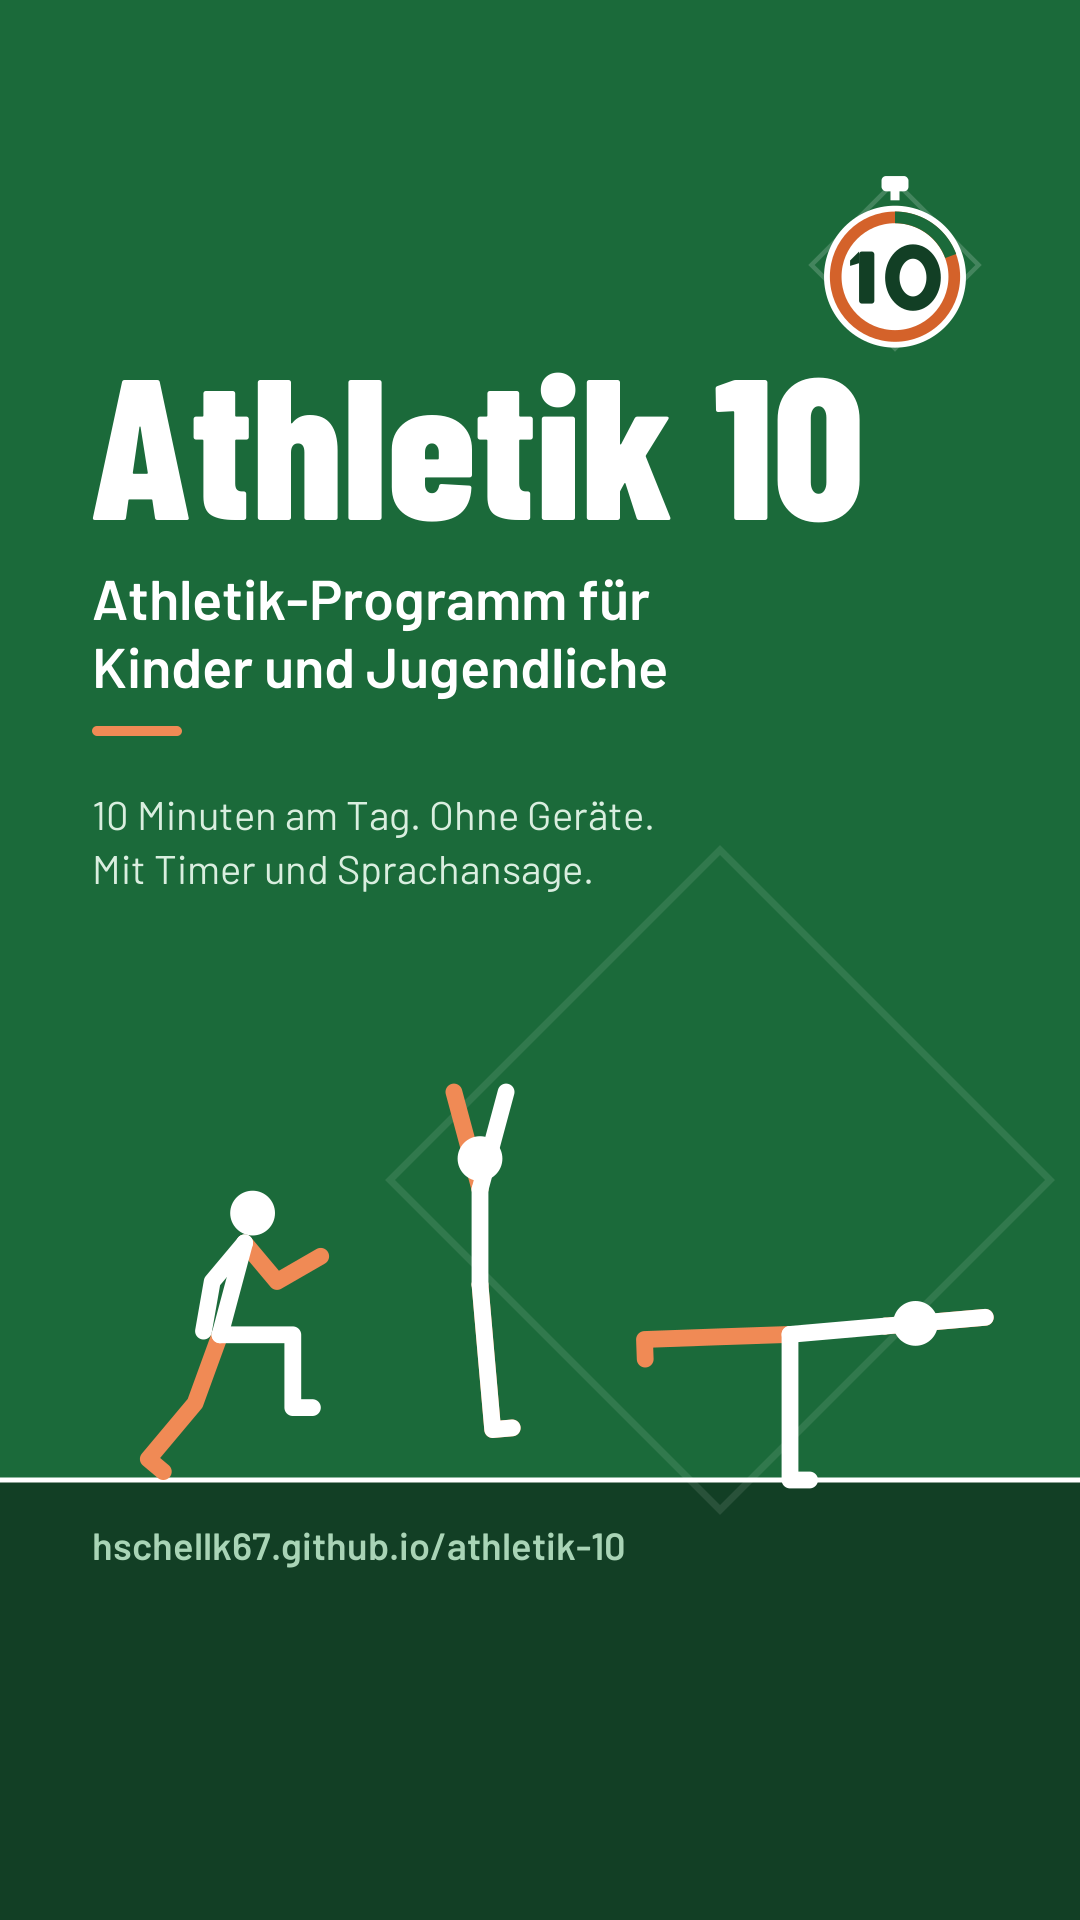 10
Athletik 10
Athletik-Programm für
Kinder und Jugendliche
10 Minuten am Tag. Ohne Geräte.
Mit Timer und Sprachansage.
hschellk67.github.io/athletik-10